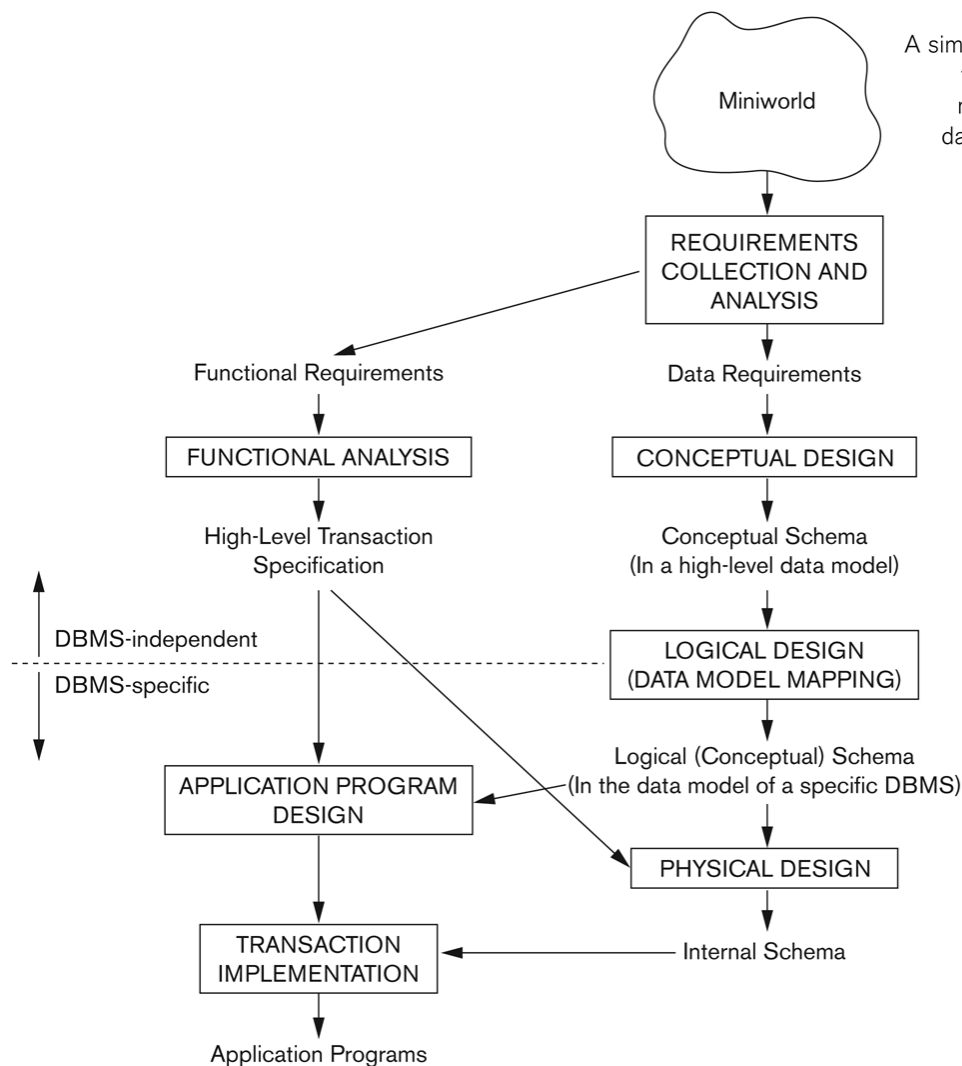 A sim
Miniworld
da
REQUIREMENTS
COLLECTION AND
ANALYSIS
Functional Requirements
Data Requirements
FUNCTIONAL ANALYSIS
CONCEPTUAL DESIGN
High-Level Transaction
Specification
Conceptual Schema
(In a high-level data model)
DBMS-independent
DBMS-specific
LOGICAL DESIGN
(DATA MODEL MAPPING)
Logical (Conceptual) Schema
(In the data model of a specific DBMS)
APPLICATION PROGRAM
DESIGN
PHYSICAL DESIGN
TRANSACTION
IMPLEMENTATION
Internal Schema
Application Programs